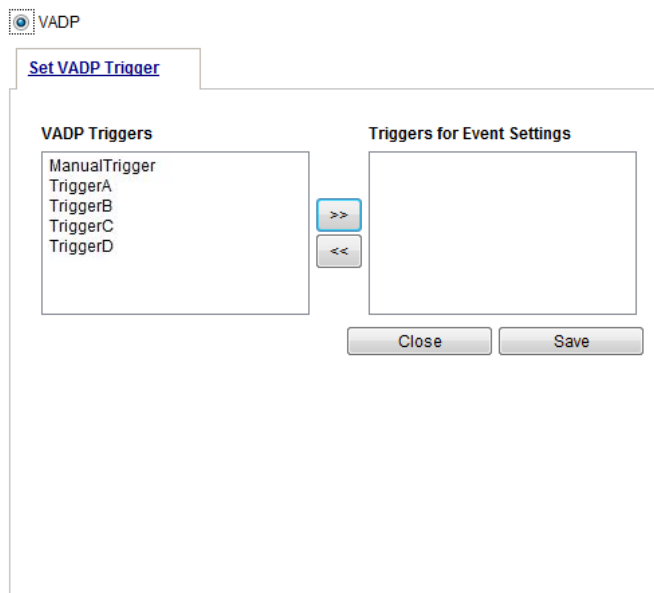 VADP
Set VADP Trigger
VADP Triggers
Triggers for Event Settings
ManualTrigger
TriggerA
TriggerB
TriggerC
TriggerD
>>
<<
Close
Save